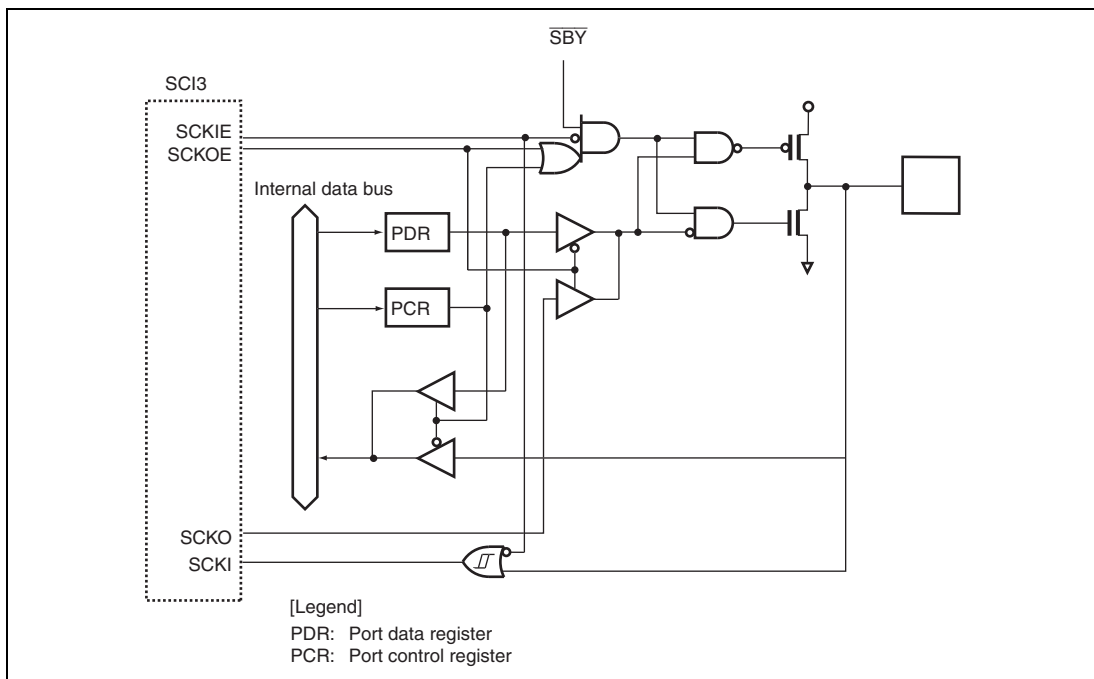 SBY
SCI3
SCKIE
SCKOE
Internal data bus
PDR
PCR
SCKO
SCKI
[Legend]
PDR: Port data register
PCR: Port control register